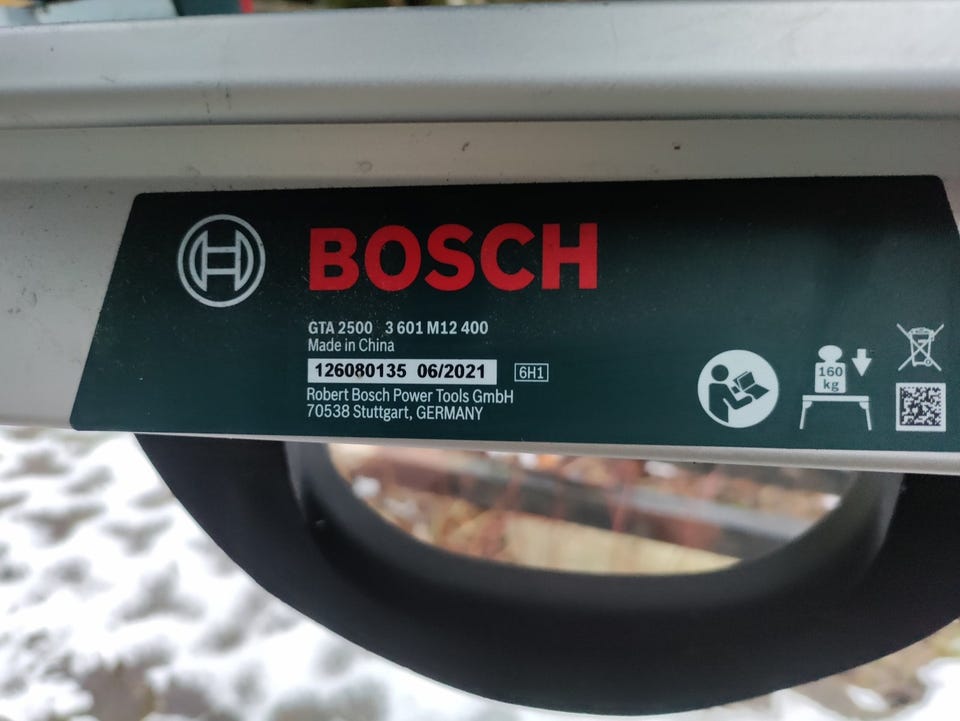 BOSCH
GTA 2500 3 601 M12 400
Made in China
126080135 06/2021 6H1
Robert Bosch Power Tools GmbH
70538 Stuttgart, GERMANY
160
kg